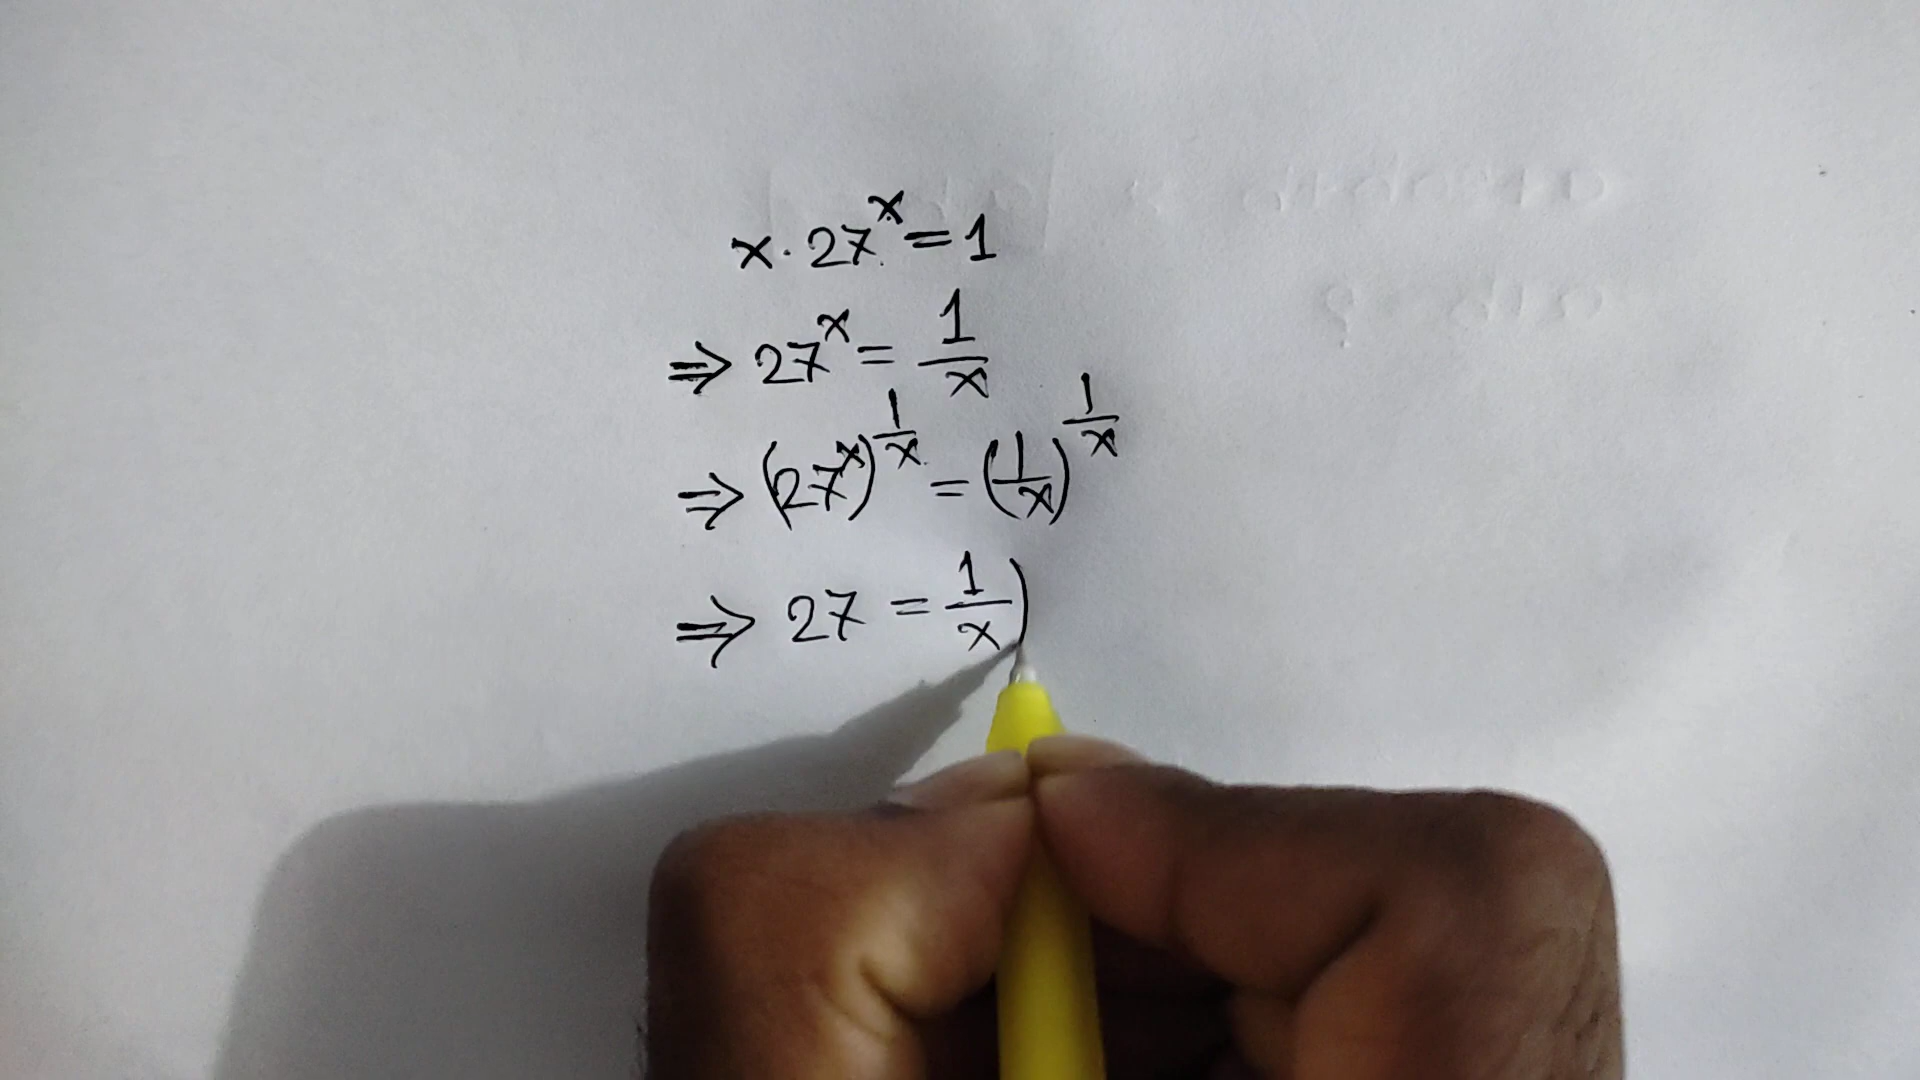 x · 27^x = 1
⇒ 27^x = 1/x
⇒ (27^x)^(1/x) = (1/x)^(1/x)
⇒ 27 = 1/x)